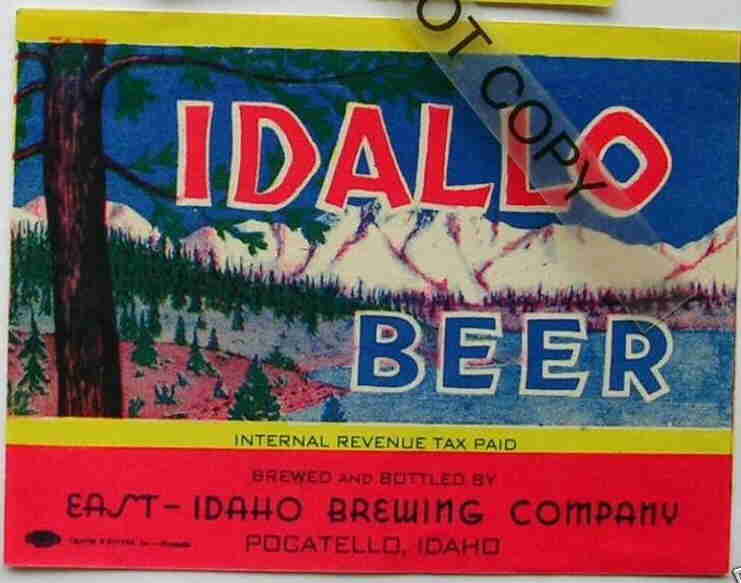 OT COPY
IDALLO
BEER
INTERNAL REVENUE TAX PAID
BREWED AND BOTTLED BY
EAST-IDAHO BREWING COMPANY
POCATELLO, IDAHO